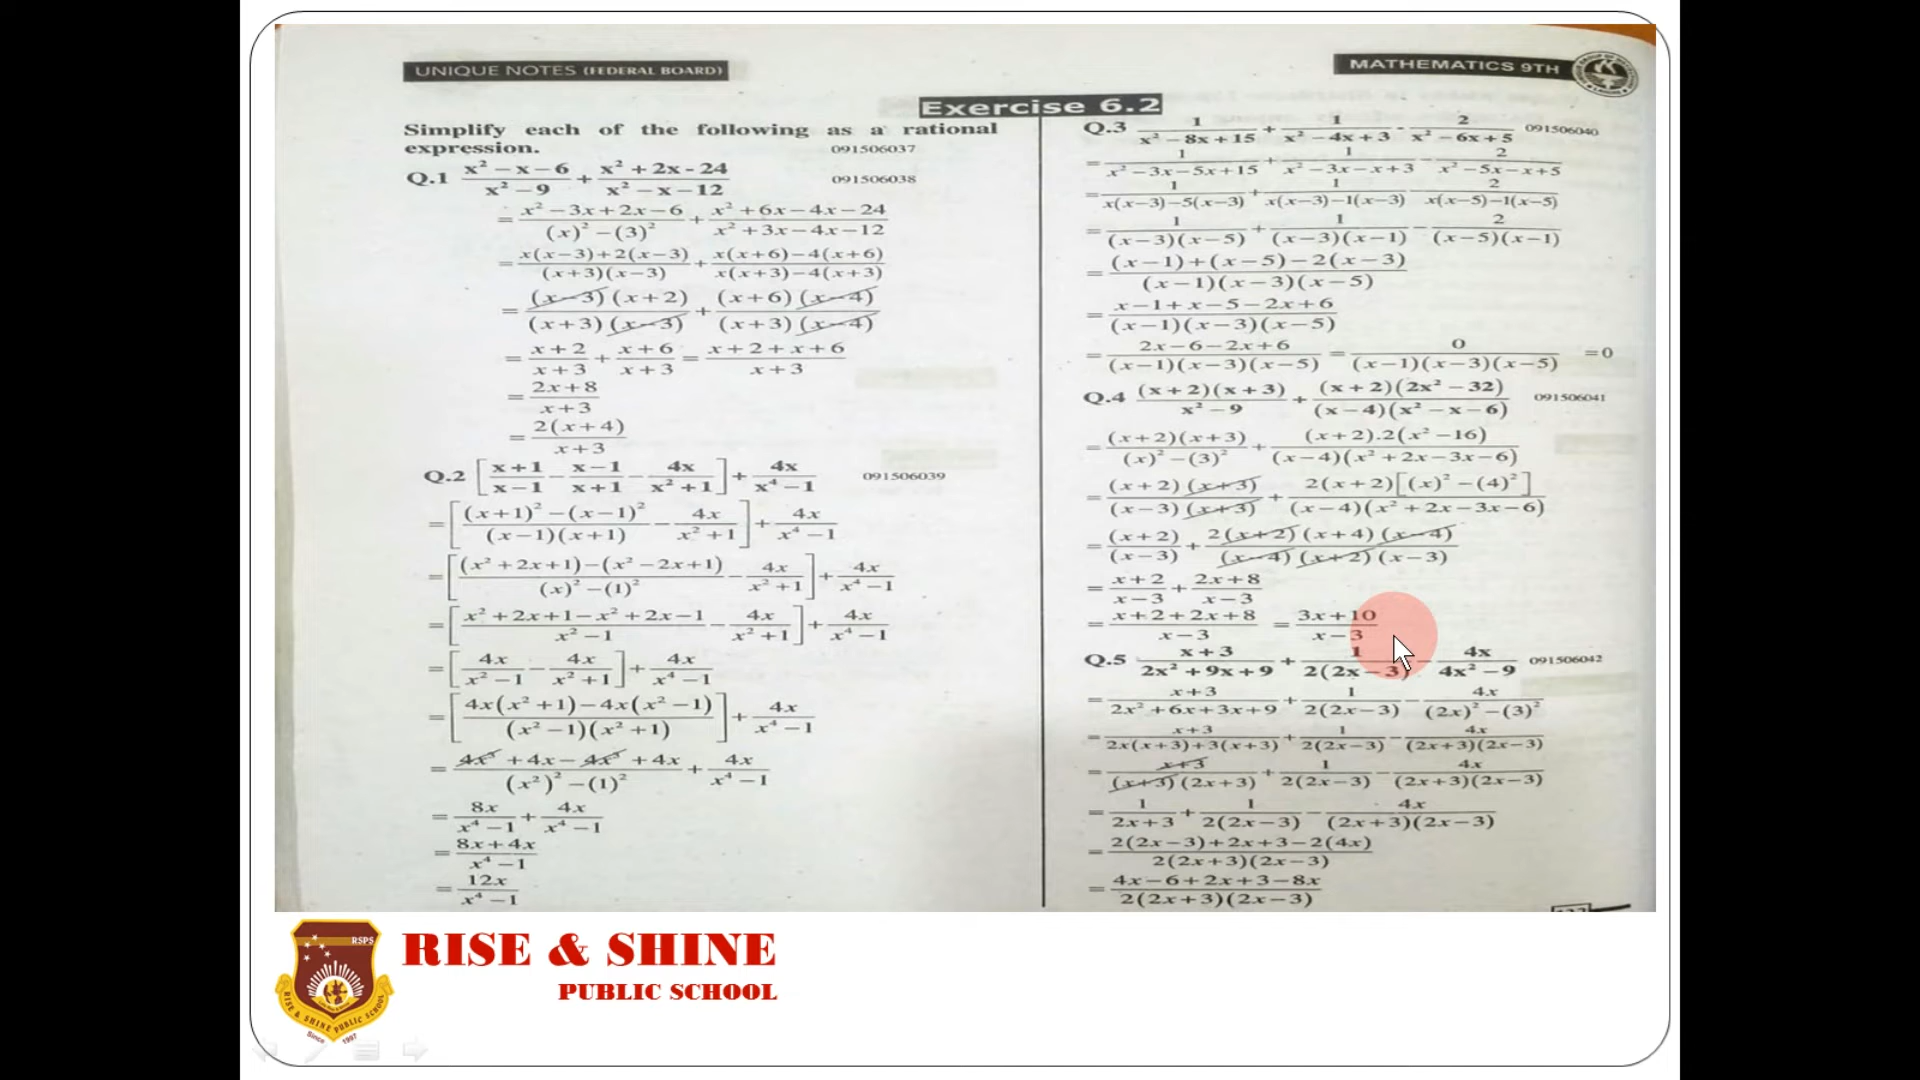 UNIQUE NOTES (FEDERAL BOARD)
MATHEMATICS 9TH
Exercise 6.2
Simplify each of the following as a rational
expression. 091506037
Q.1 (x² − x − 6)/(x² − 9) + (x² + 2x - 24)/(x² − x − 12) 091506038
= (x² − 3x + 2x − 6)/((x)² − (3)²) + (x² + 6x − 4x − 24)/(x² + 3x − 4x − 12)
= (x(x − 3) + 2(x − 3))/((x + 3)(x − 3)) + (x(x + 6) − 4(x + 6))/(x(x + 3) − 4(x + 3))
= ((x − 3)(x + 2))/((x + 3)(x − 3)) + ((x + 6)(x − 4))/((x + 3)(x − 4))
= (x + 2)/(x + 3) + (x + 6)/(x + 3) = (x + 2 + x + 6)/(x + 3)
= (2x + 8)/(x + 3)
= (2(x + 4))/(x + 3)
Q.2 [(x + 1)/(x − 1) − (x − 1)/(x + 1) − 4x/(x² + 1)] + 4x/(x⁴ − 1) 091506039
= [((x + 1)² − (x − 1)²)/((x − 1)(x + 1)) − 4x/(x² + 1)] + 4x/(x⁴ − 1)
= [((x² + 2x + 1) − (x² − 2x + 1))/((x)² − (1)²) − 4x/(x² + 1)] + 4x/(x⁴ − 1)
= [(x² + 2x + 1 − x² + 2x − 1)/(x² − 1) − 4x/(x² + 1)] + 4x/(x⁴ − 1)
= [4x/(x² − 1) − 4x/(x² + 1)] + 4x/(x⁴ − 1)
= [(4x(x² + 1) − 4x(x² − 1))/((x² − 1)(x² + 1))] + 4x/(x⁴ − 1)
= (4x³ + 4x − 4x³ + 4x)/((x²)² − (1)²) + 4x/(x⁴ − 1)
= 8x/(x⁴ − 1) + 4x/(x⁴ − 1)
= (8x + 4x)/(x⁴ − 1)
= 12x/(x⁴ − 1)
Q.3 1/(x² − 8x + 15) + 1/(x² − 4x + 3) - 2/(x² − 6x + 5) 091506040
= 1/(x² − 3x − 5x + 15) + 1/(x² − 3x − x + 3) − 2/(x² − 5x − x + 5)
= 1/(x(x − 3) − 5(x − 3)) + 1/(x(x − 3) − 1(x − 3)) − 2/(x(x − 5) − 1(x − 5))
= 1/((x − 3)(x − 5)) + 1/((x − 3)(x − 1)) − 2/((x − 5)(x − 1))
= ((x − 1) + (x − 5) − 2(x − 3))/((x − 1)(x − 3)(x − 5))
= (x − 1 + x − 5 − 2x + 6)/((x − 1)(x − 3)(x − 5))
= (2x − 6 − 2x + 6)/((x − 1)(x − 3)(x − 5)) = 0/((x − 1)(x − 3)(x − 5)) = 0
Q.4 ((x + 2)(x + 3))/(x² − 9) + ((x + 2)(2x² − 32))/((x − 4)(x² − x − 6)) 091506041
= ((x + 2)(x + 3))/((x)² − (3)²) + ((x + 2).2(x² − 16))/((x − 4)(x² + 2x − 3x − 6))
= ((x + 2)(x + 3))/((x − 3)(x + 3)) + (2(x + 2)[(x)² − (4)²])/((x − 4)(x² + 2x − 3x − 6))
= (x + 2)/(x − 3) + (2(x + 2)(x + 4)(x − 4))/((x − 4)(x + 2)(x − 3))
= (x + 2)/(x − 3) + (2x + 8)/(x − 3)
= (x + 2 + 2x + 8)/(x − 3) = (3x + 10)/(x − 3)
Q.5 (x + 3)/(2x² + 9x + 9) + 1/(2(2x − 3)) − 4x/(4x² − 9) 091506042
= (x + 3)/(2x² + 6x + 3x + 9) + 1/(2(2x − 3)) − 4x/((2x)² − (3)²)
= (x + 3)/(2x(x + 3) + 3(x + 3)) + 1/(2(2x − 3)) − 4x/((2x + 3)(2x − 3))
= (x + 3)/((x + 3)(2x + 3)) + 1/(2(2x − 3)) − 4x/((2x + 3)(2x − 3))
= 1/(2x + 3) + 1/(2(2x − 3)) − 4x/((2x + 3)(2x − 3))
= (2(2x − 3) + 2x + 3 − 2(4x))/(2(2x + 3)(2x − 3))
= (4x − 6 + 2x + 3 − 8x)/(2(2x + 3)(2x − 3))
RSPS
RISE & SHINE PUBLIC SCHOOL
Since 1997
RISE & SHINE
PUBLIC SCHOOL